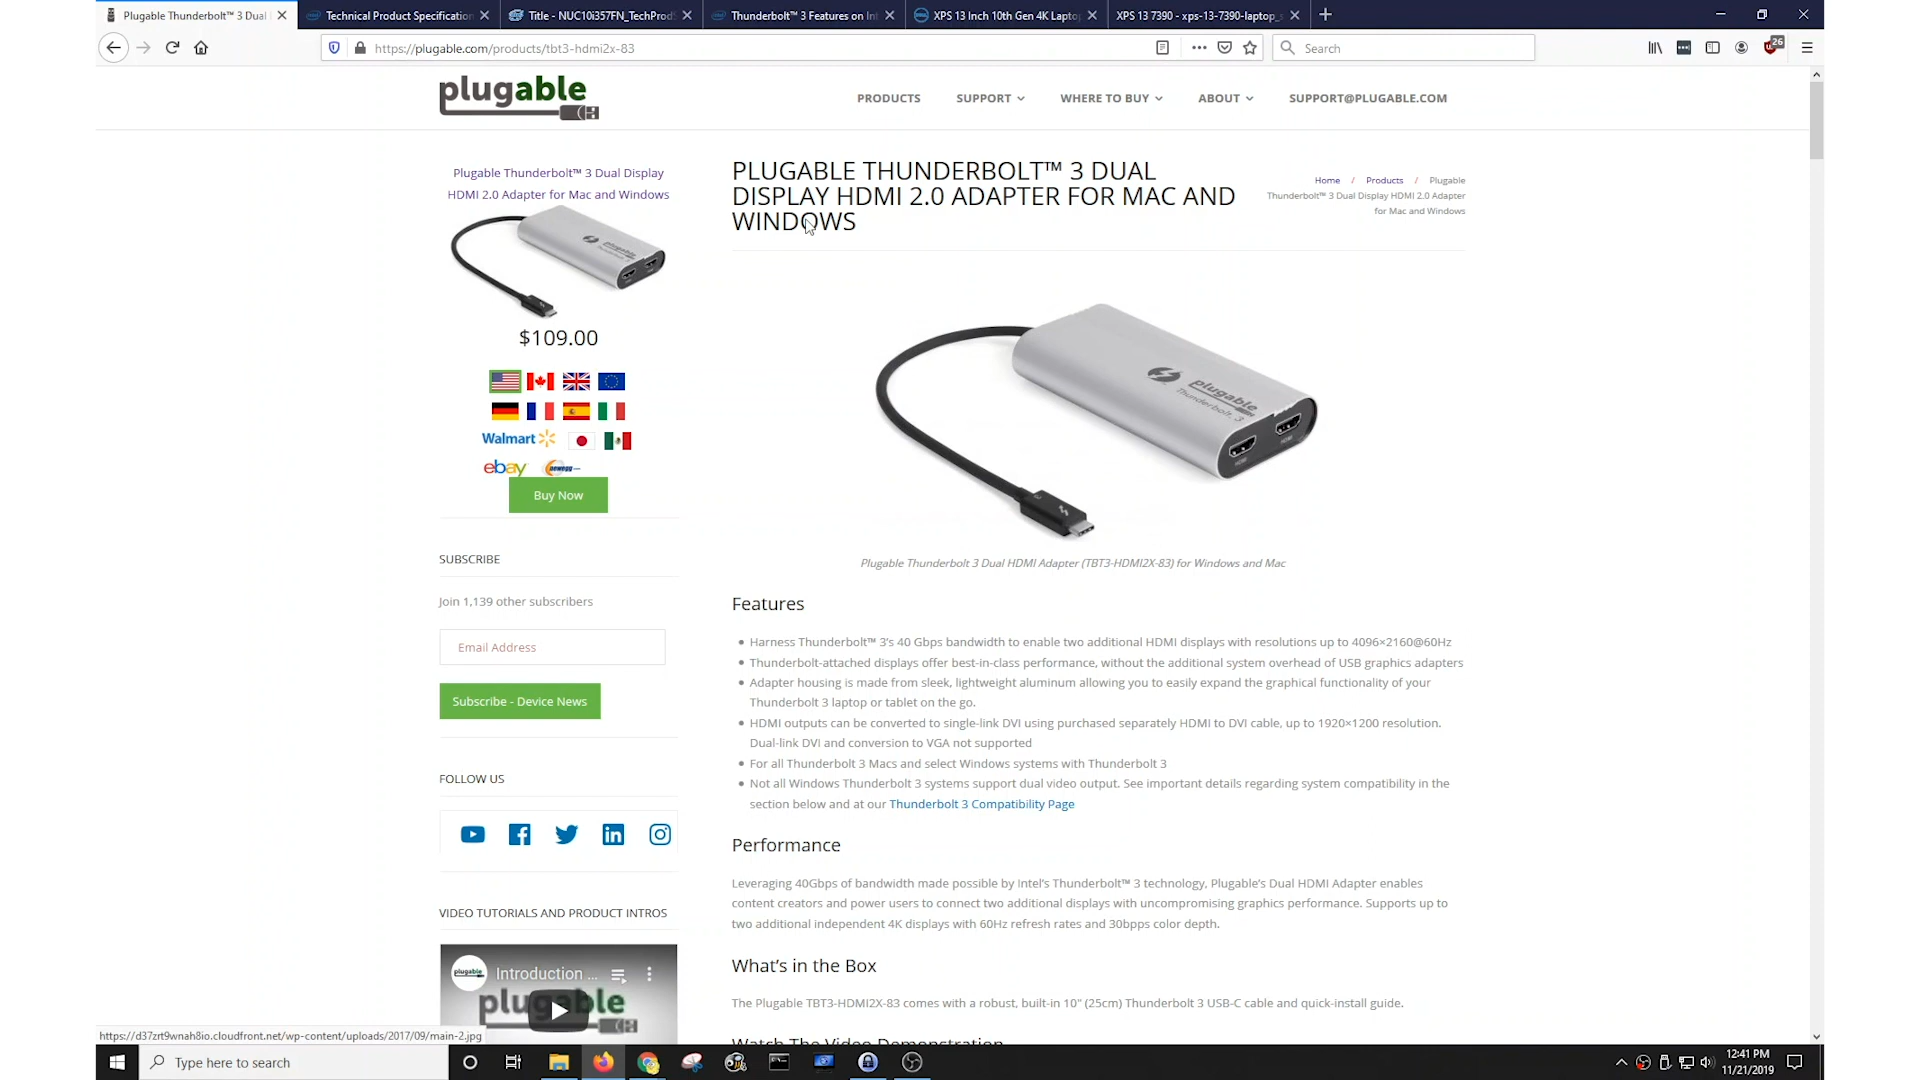 Plugable Thunderbolt™ 3 Dual
Technical Product Specification
Title - NUC10i357FN_TechProd
Thunderbolt™ 3 Features on Int
XPS 13 Inch 10th Gen 4K Laptop
XPS 13 7390 - xps-13-7390-laptop_s
https://plugable.com/products/tbt3-hdmi2x-83
Search
26
plugable
PRODUCTS
SUPPORT
WHERE TO BUY
ABOUT
SUPPORT@PLUGABLE.COM
Plugable Thunderbolt™ 3 Dual Display
HDMI 2.0 Adapter for Mac and Windows
$109.00
Walmart
ebay
newegg
Buy Now
SUBSCRIBE
Join 1,139 other subscribers
Email Address
Subscribe - Device News
FOLLOW US
VIDEO TUTORIALS AND PRODUCT INTROS
plugable
Introduction ...
plugable
PLUGABLE THUNDERBOLT™ 3 DUAL
DISPLAY HDMI 2.0 ADAPTER FOR MAC AND
WINDOWS
Home / Products / Plugable
Thunderbolt™ 3 Dual Display HDMI 2.0 Adapter
for Mac and Windows
plugable
Thunderbolt 3
HDMI
HDMI
Plugable Thunderbolt 3 Dual HDMI Adapter (TBT3-HDMI2X-83) for Windows and Mac
Features
Harness Thunderbolt™ 3's 40 Gbps bandwidth to enable two additional HDMI displays with resolutions up to 4096×2160@60Hz
Thunderbolt-attached displays offer best-in-class performance, without the additional system overhead of USB graphics adapters
Adapter housing is made from sleek, lightweight aluminum allowing you to easily expand the graphical functionality of your
Thunderbolt 3 laptop or tablet on the go.
HDMI outputs can be converted to single-link DVI using purchased separately HDMI to DVI cable, up to 1920×1200 resolution.
Dual-link DVI and conversion to VGA not supported
For all Thunderbolt 3 Macs and select Windows systems with Thunderbolt 3
Not all Windows Thunderbolt 3 systems support dual video output. See important details regarding system compatibility in the
section below and at our Thunderbolt 3 Compatibility Page
Performance
Leveraging 40Gbps of bandwidth made possible by Intel's Thunderbolt™ 3 technology, Plugable's Dual HDMI Adapter enables
content creators and power users to connect two additional displays with uncompromising graphics performance. Supports up to
two additional independent 4K displays with 60Hz refresh rates and 30bpps color depth.
What's in the Box
The Plugable TBT3-HDMI2X-83 comes with a robust, built-in 10" (25cm) Thunderbolt 3 USB-C cable and quick-install guide.
Watch The Video Demonstration
https://d37zrt9wnah8io.cloudfront.net/wp-content/uploads/2017/09/main-2.jpg
Type here to search
12:41 PM
11/21/2019